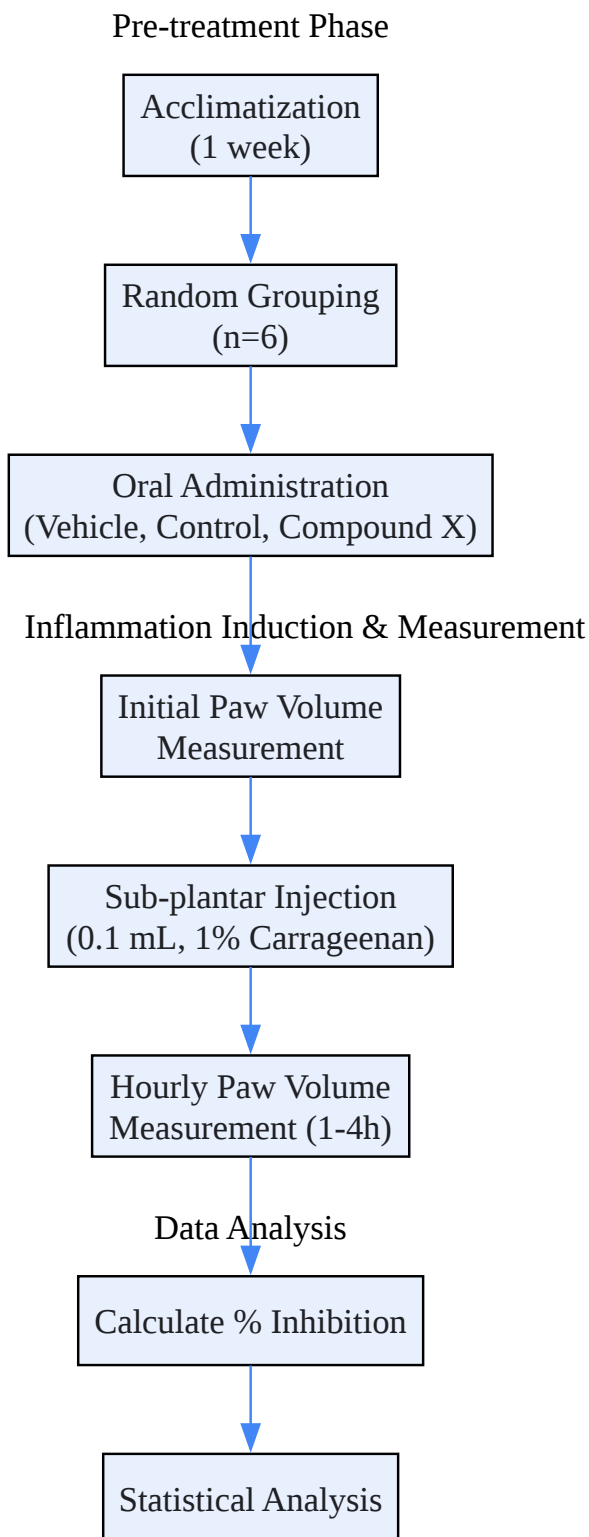 Pre-treatment Phase
Acclimatization
(1 week)
Random Grouping
(n=6)
Oral Administration
(Vehicle, Control, Compound X)
Inflammation Induction & Measurement
Initial Paw Volume
Measurement
Sub-plantar Injection
(0.1 mL, 1% Carrageenan)
Hourly Paw Volume
Measurement (1-4h)
Data Analysis
Calculate % Inhibition
Statistical Analysis